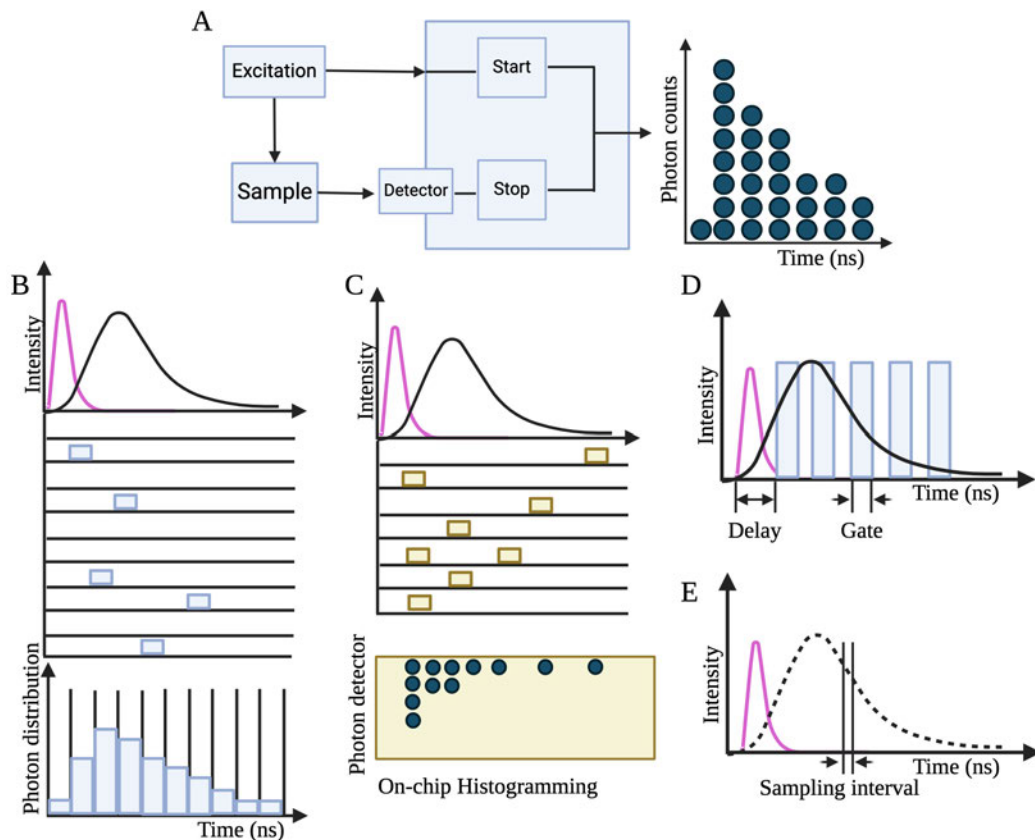 A
Excitation
Start
Sample
Detector
Stop
Photon counts
Time (ns)
B
Intensity
Photon distribution
Time (ns)
C
Intensity
Photon detector
On-chip Histogramming
D
Intensity
Time (ns)
Delay
Gate
E
Intensity
Time (ns)
Sampling interval